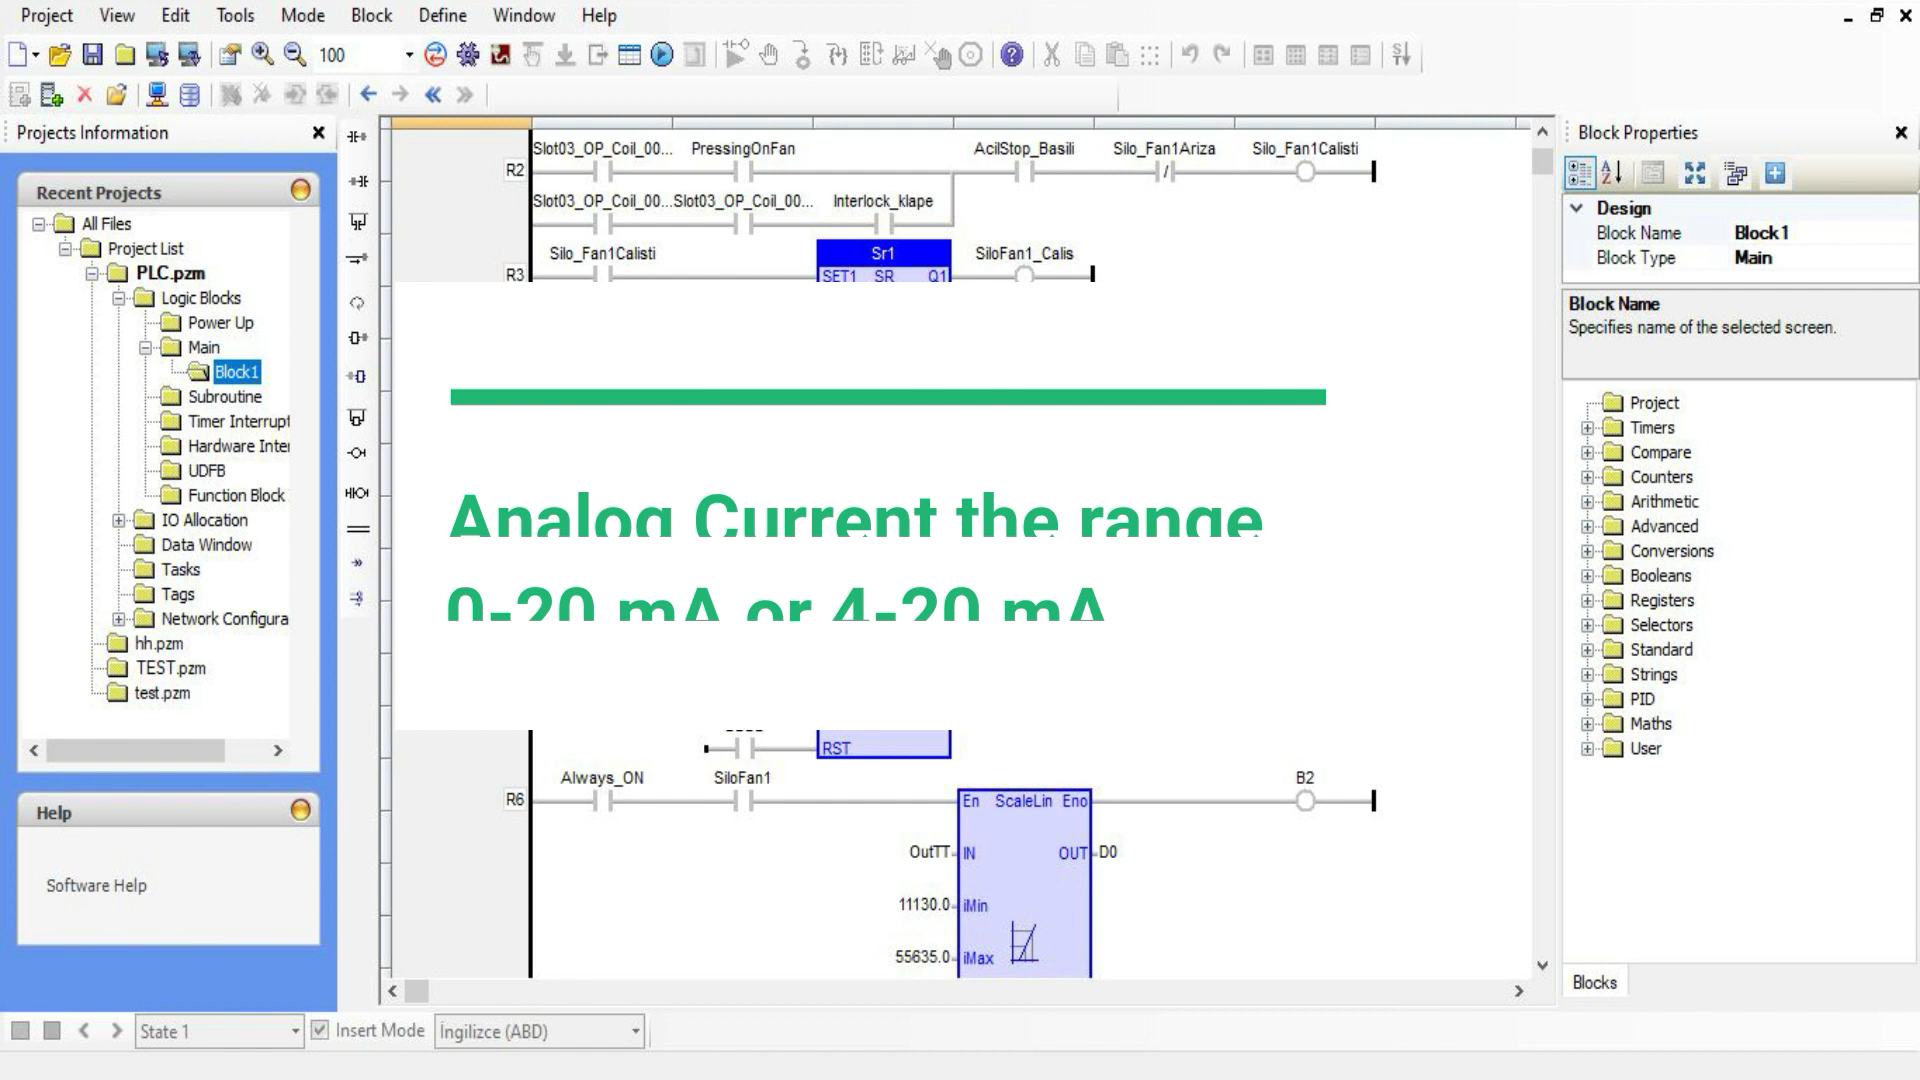 Project View Edit Tools Mode Block Define Window Help
100
Projects Information
Recent Projects
All Files
Project List
PLC.pzm
Logic Blocks
Power Up
Main
Block1
Subroutine
Timer Interrupt
Hardware Inter
UDFB
Function Block
IO Allocation
Data Window
Tasks
Tags
Network Configura
hh.pzm
TEST.pzm
test.pzm
Help
Software Help
Slot03_OP_Coil_00... PressingOnFan AcilStop_Basili Silo_Fan1Ariza Silo_Fan1Calisti
R2
Slot03_OP_Coil_00... Slot03_OP_Coil_00... Interlock_klape
Silo_Fan1Calisti Sr1 SiloFan1_Calis
R3 SET1 SR Q1
Analog Current the range
0-20 mA or 4-20 mA
RST
Always_ON SiloFan1 B2
R6 En ScaleLin Eno
OutTT IN OUT D0
11130.0 iMin
55635.0 iMax
Block Properties
Design
Block Name Block1
Block Type Main
Block Name
Specifies name of the selected screen.
Project
Timers
Compare
Counters
Arithmetic
Advanced
Conversions
Booleans
Registers
Selectors
Standard
Strings
PID
Maths
User
Blocks
State 1 Insert Mode İngilizce (ABD)